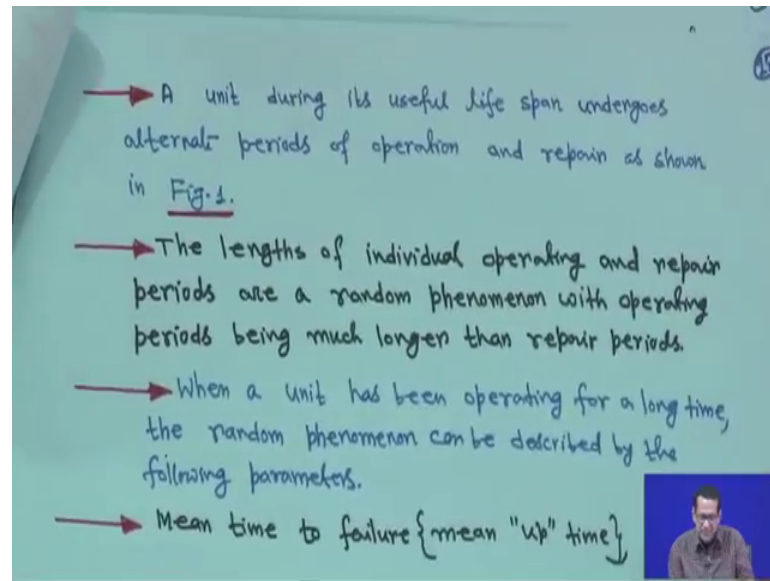 A unit during its useful life span undergoes
alternate periods of operation and repair as shown
in Fig. 1.
The lengths of individual operating and repair
periods are a random phenomenon with operating
periods being much longer than repair periods.
When a unit has been operating for a long time,
the random phenomenon can be described by the
following parameters.
Mean time to failure {mean "up" time},